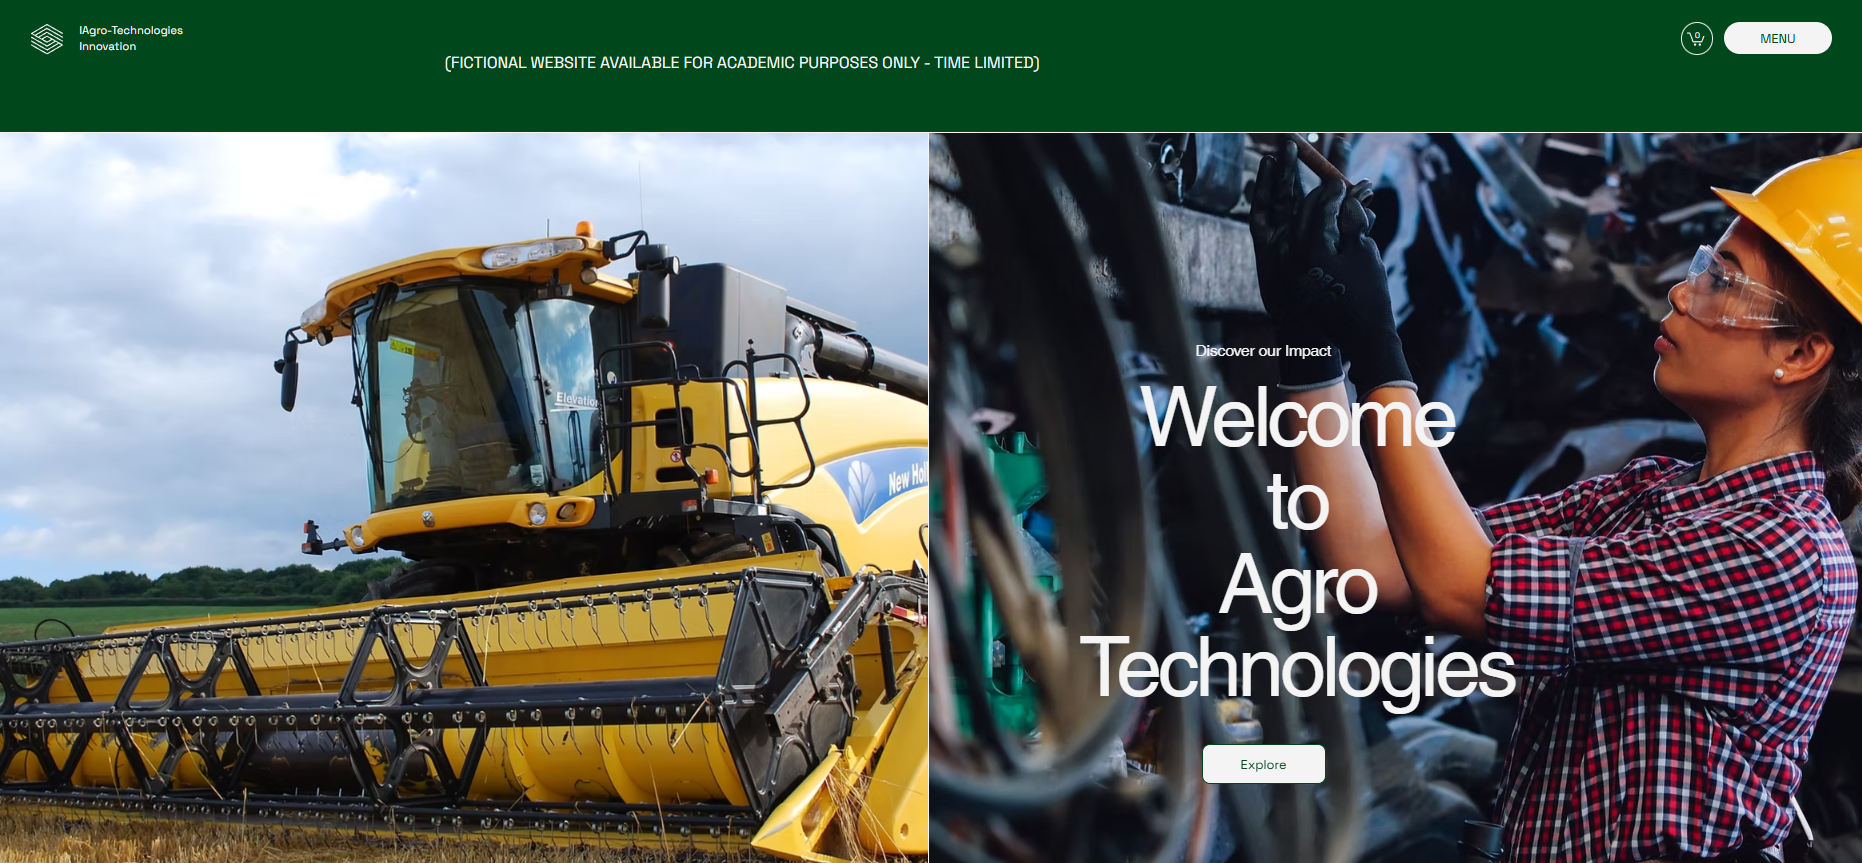 IAgro-Technologies
Innovation
(FICTIONAL WEBSITE AVAILABLE FOR ACADEMIC PURPOSES ONLY - TIME LIMITED)
0
MENU
Elevation
New Holl
Discover our Impact
Welcome
to
Agro
Technologies
Explore